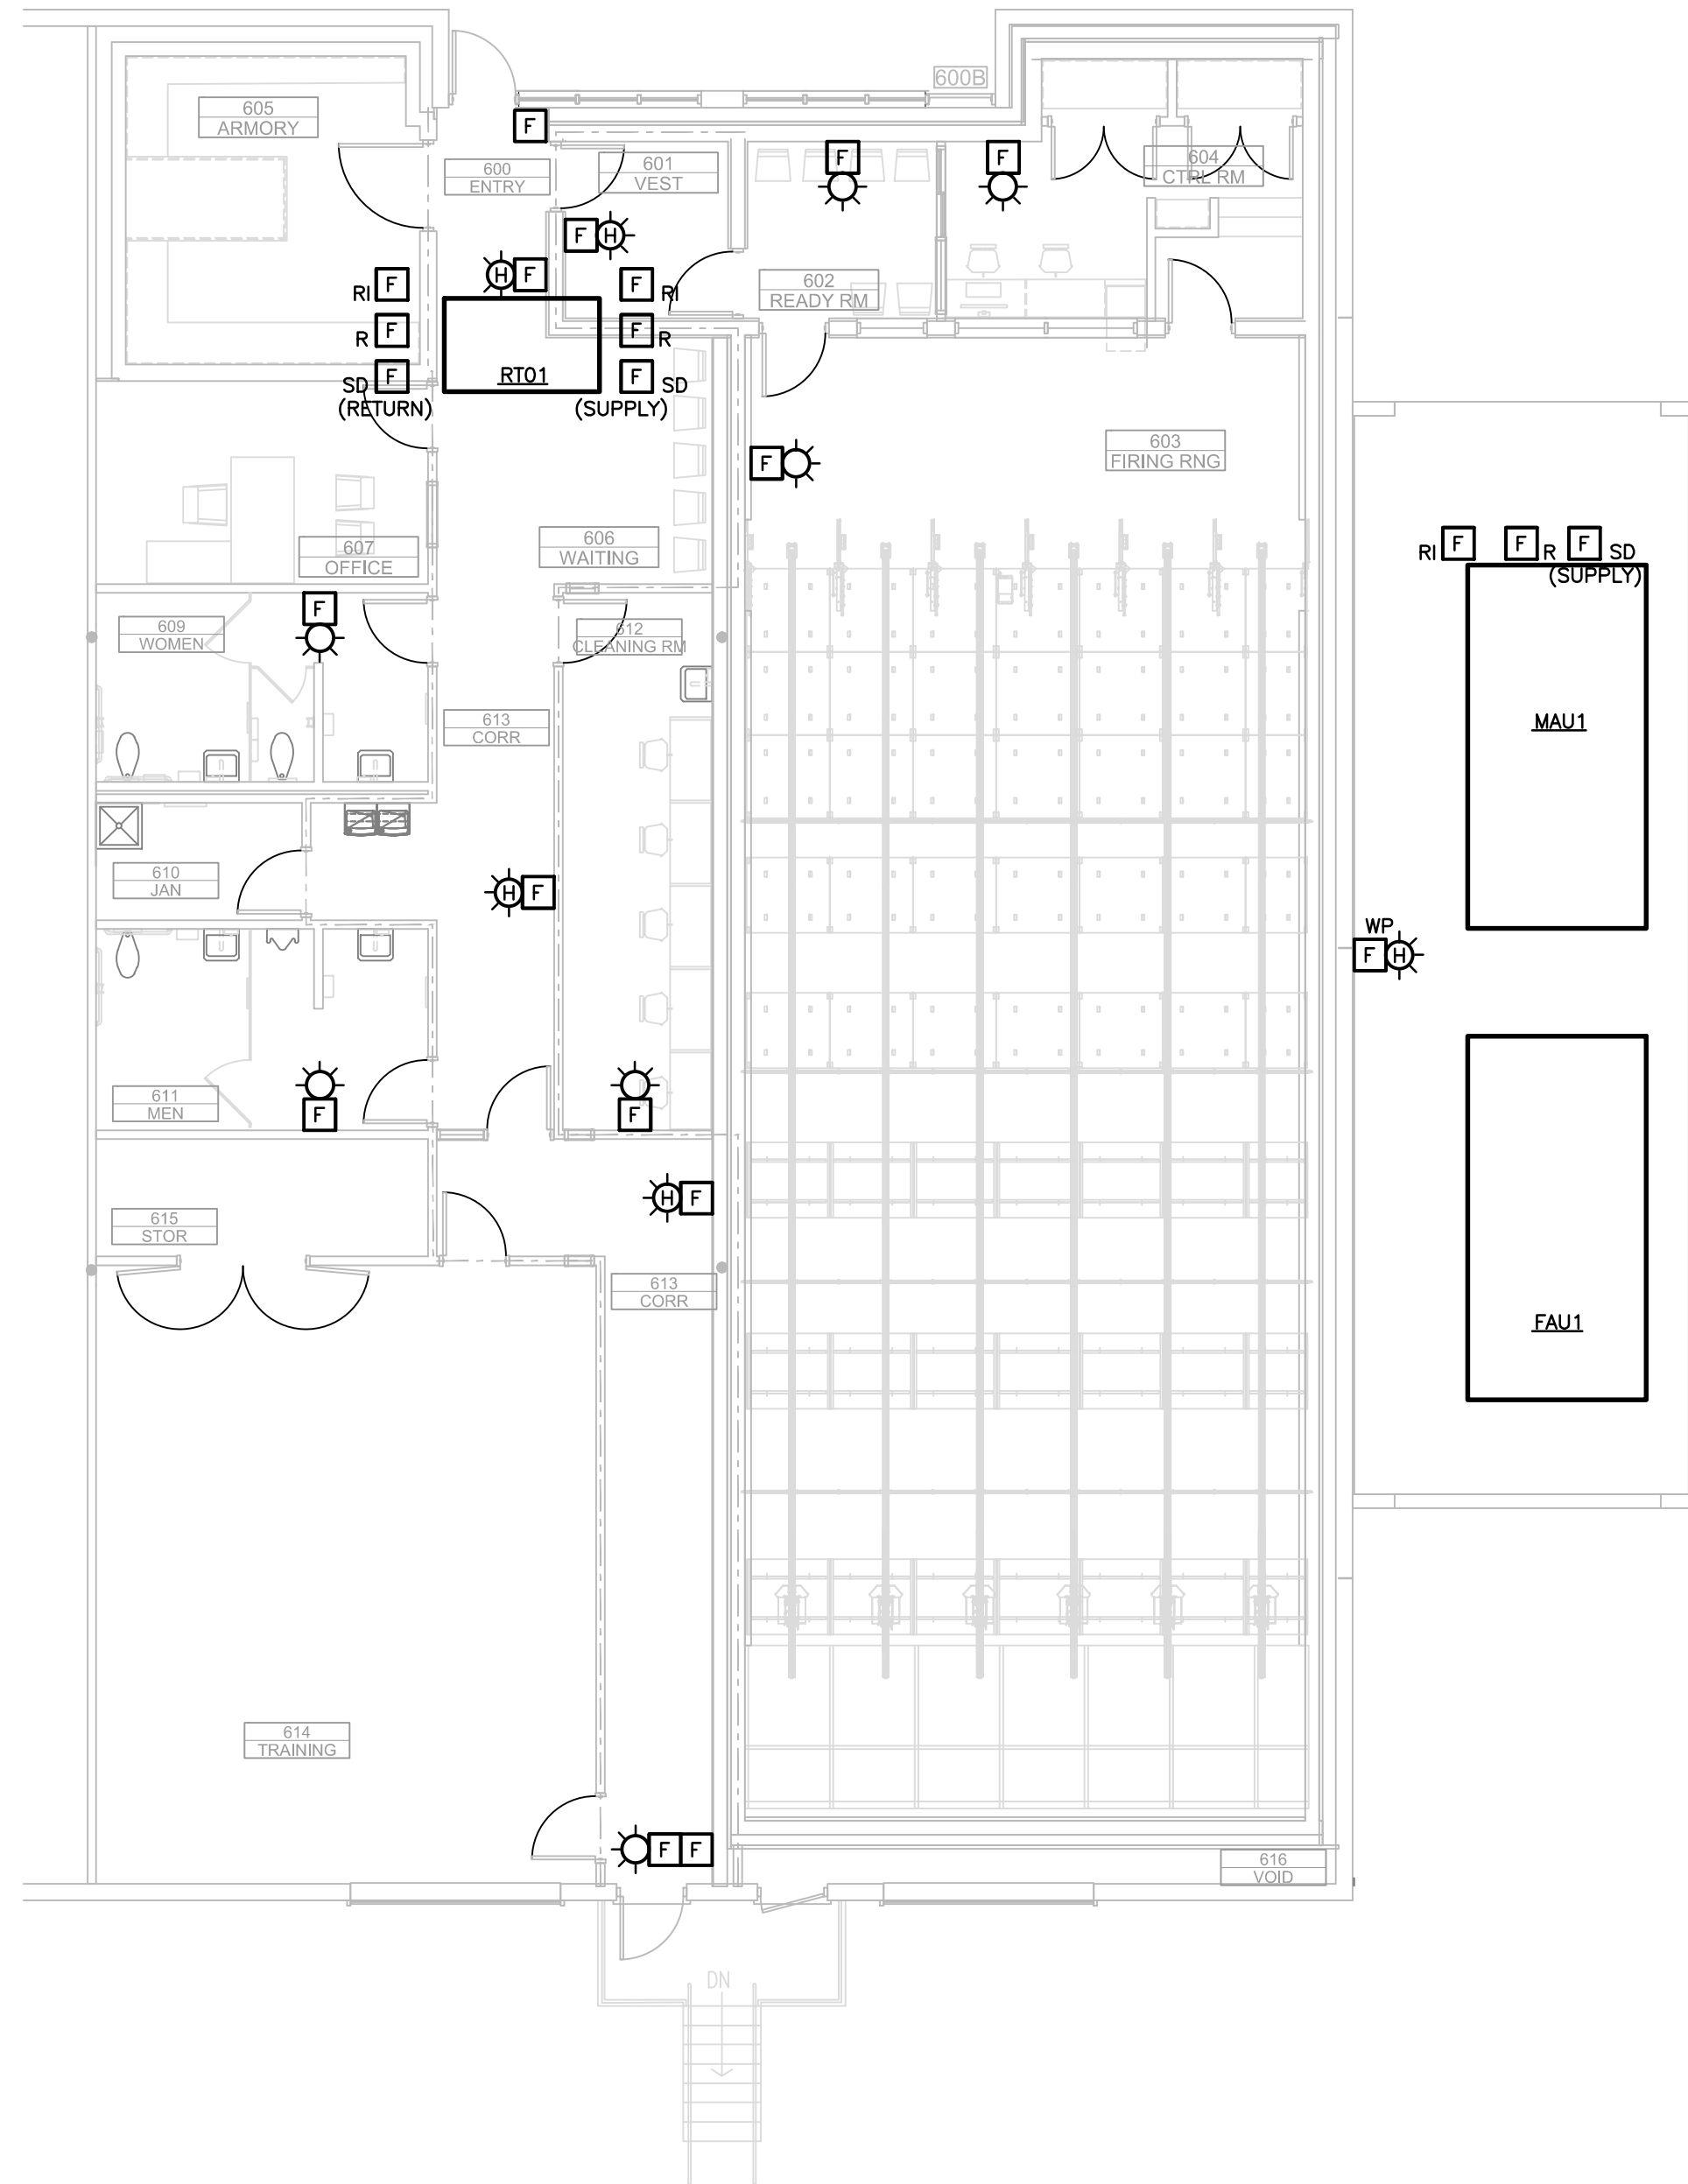 600B
605
ARMORY
F
600
ENTRY
601
VEST
F
F
604
CTRL RM
F H
H F
RI F
F RI
602
READY RM
R F
F R
RT01
SD F
(RETURN)
F SD
(SUPPLY)
603
FIRING RNG
F
606
WAITING
607
OFFICE
RI F
F R
F SD
(SUPPLY)
F
609
WOMEN
612
CLEANING RM
613
CORR
MAU1
610
JAN
H F
WP
F H
611
MEN
F
F
H F
615
STOR
613
CORR
FAU1
614
TRAINING
F F
616
VOID
DN